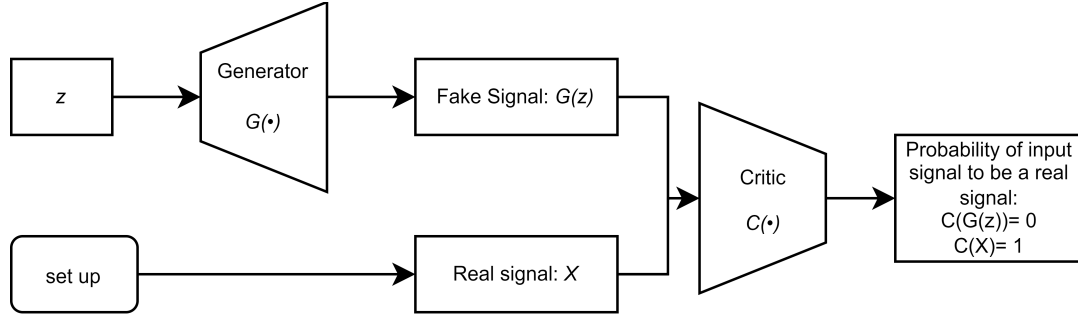 z
Generator
G(•)
Fake Signal: G(z)
set up
Real signal: X
Critic
C(•)
Probability of input
signal to be a real
signal:
C(G(z))= 0
C(X)= 1